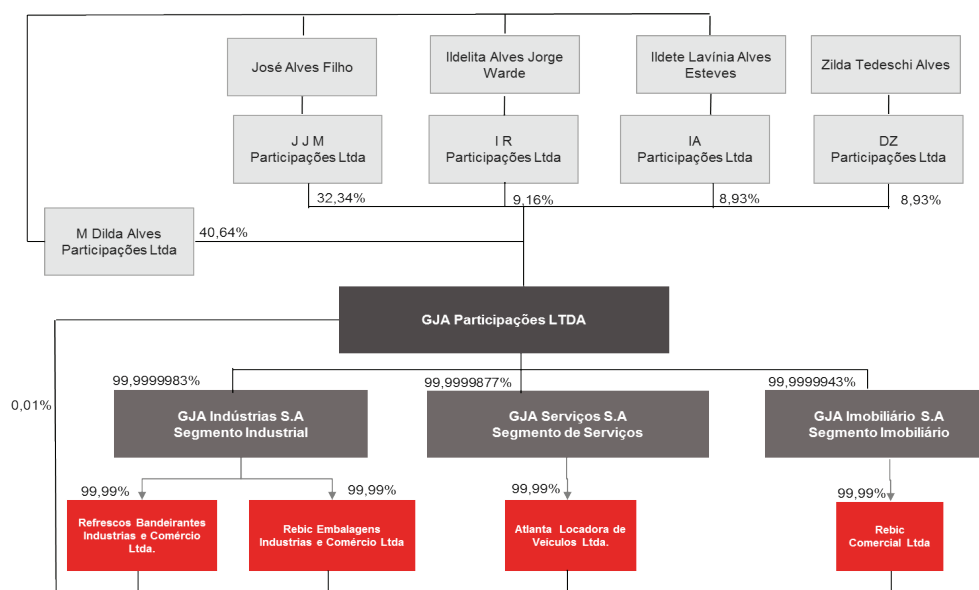 José Alves Filho
Ildelita Alves Jorge
Warde
Ildete Lavínia Alves
Esteves
Zilda Tedeschi Alves
J J M
Participações Ltda
I R
Participações Ltda
IA
Participações Ltda
DZ
Participações Ltda
32,34%
9,16%
8,93%
8,93%
M Dilda Alves
Participações Ltda
40,64%
GJA Participações LTDA
99,9999983%
99,9999877%
99,9999943%
0,01%
GJA Indústrias S.A
Segmento Industrial
GJA Serviços S.A
Segmento de Serviços
GJA Imobiliário S.A
Segmento Imobiliário
99,99%
99,99%
99,99%
99,99%
Refrescos Bandeirantes
Industrias e Comércio
Ltda.
Rebic Embalagens
Industrias e Comércio Ltda
Atlanta Locadora de
Veículos Ltda.
Rebic
Comercial Ltda